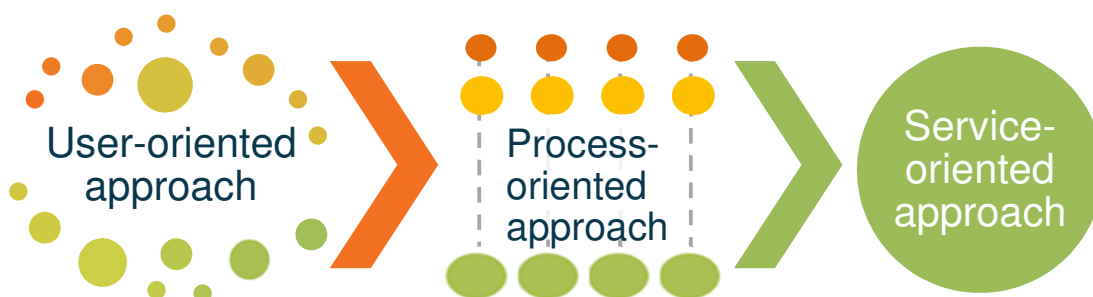 User-oriented
approach
Process-
oriented
approach
Service-
oriented
approach